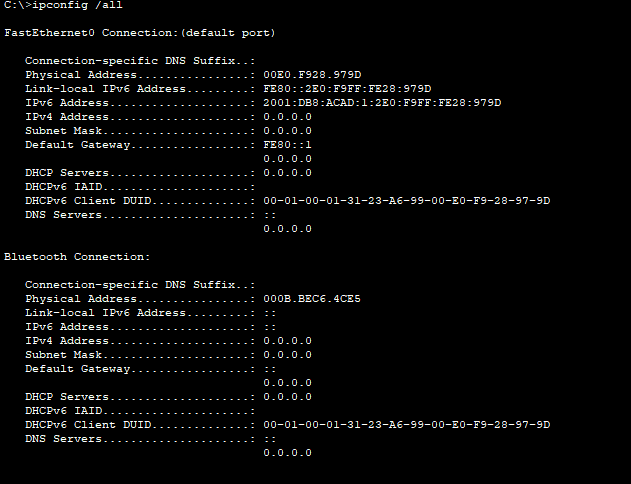 C:\>ipconfig /all
FastEthernet0 Connection:(default port)
Connection-specific DNS Suffix..:
Physical Address................: 00E0.F928.979D
Link-local IPv6 Address.........: FE80::2E0:F9FF:FE28:979D
IPv6 Address....................: 2001:DB8:ACAD:1:2E0:F9FF:FE28:979D
IPv4 Address....................: 0.0.0.0
Subnet Mask.....................: 0.0.0.0
Default Gateway.................: FE80::1
0.0.0.0
DHCP Servers....................: 0.0.0.0
DHCPv6 IAID.....................:
DHCPv6 Client DUID..............: 00-01-00-01-31-23-A6-99-00-E0-F9-28-97-9D
DNS Servers.....................: ::
0.0.0.0
Bluetooth Connection:
Connection-specific DNS Suffix..:
Physical Address................: 000B.BEC6.4CE5
Link-local IPv6 Address.........: ::
IPv6 Address....................: ::
IPv4 Address....................: 0.0.0.0
Subnet Mask.....................: 0.0.0.0
Default Gateway.................: ::
0.0.0.0
DHCP Servers....................: 0.0.0.0
DHCPv6 IAID.....................:
DHCPv6 Client DUID..............: 00-01-00-01-31-23-A6-99-00-E0-F9-28-97-9D
DNS Servers.....................: ::
0.0.0.0